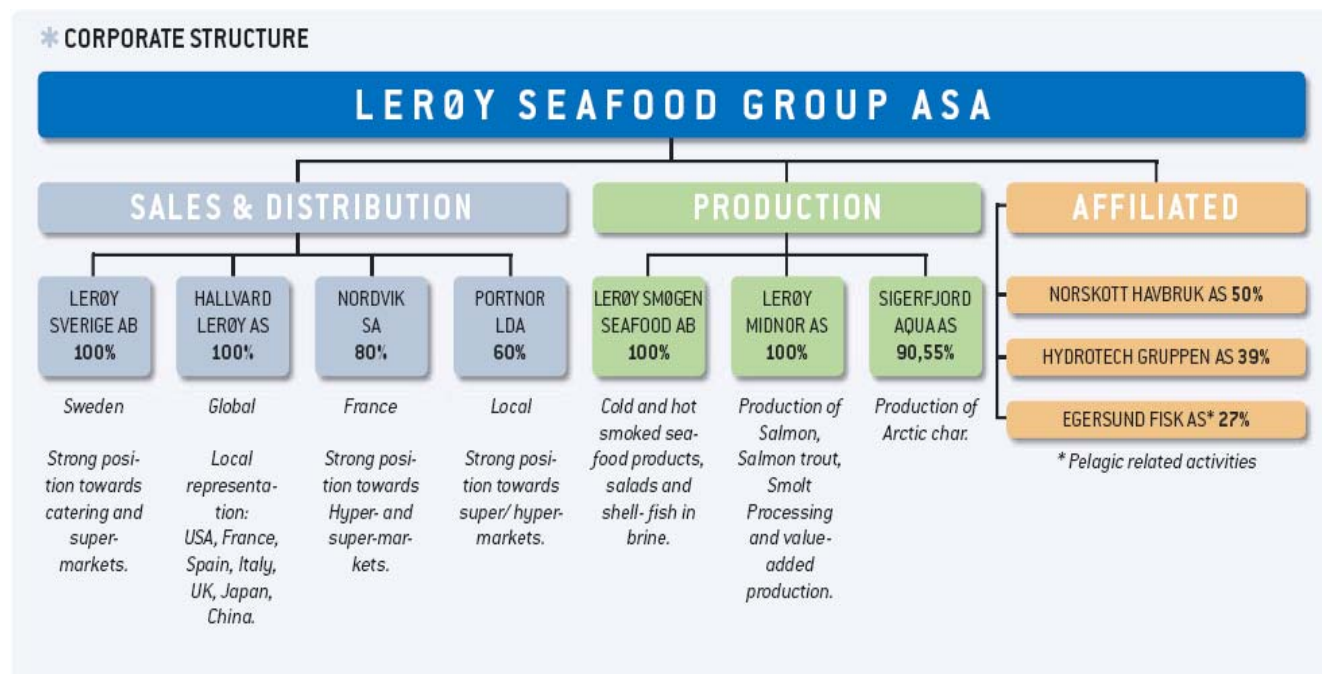 * CORPORATE STRUCTURE
LERØY SEAFOOD GROUP ASA
SALES & DISTRIBUTION
LERØY
SVERIGE AB
100%
Sweden
Strong posi-
tion towards
catering and
super-
markets.
HALLVARD
LERØY AS
100%
Global
Local
representa-
tion:
USA, France,
Spain, Italy,
UK, Japan,
China.
NORDVIK
SA
80%
France
Strong posi-
tion towards
Hyper- and
super-mar-
kets.
PORTNOR
LDA
60%
Local
Strong posi-
tion towards
super/ hyper-
markets.
PRODUCTION
LERØY SMØGEN
SEAFOOD AB
100%
Cold and hot
smoked sea-
food products,
salads and
shell- fish in
brine.
LERØY
MIDNOR AS
100%
Production of
Salmon,
Salmon trout,
Smolt
Processing
and value-
added
production.
SIGERFJORD
AQUA AS
90,55%
Production of
Arctic char.
AFFILIATED
NORSKOTT HAVBRUK AS 50%
HYDROTECH GRUPPEN AS 39%
EGERSUND FISK AS* 27%
* Pelagic related activities